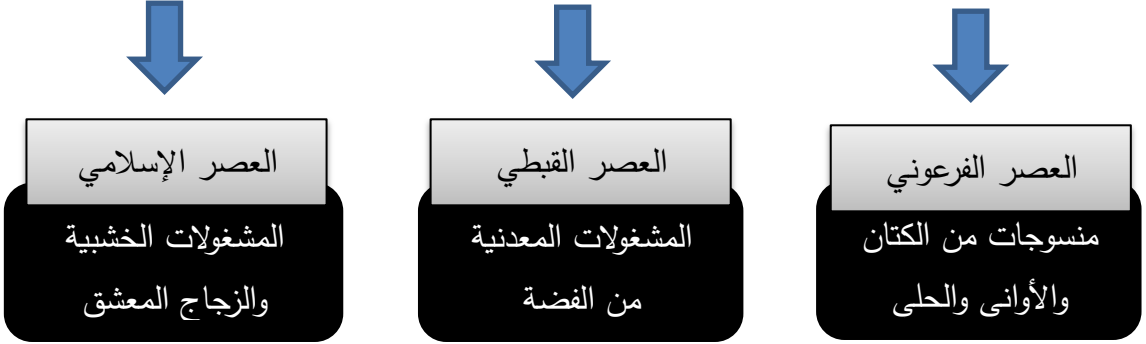 العصر الفرعوني
منسوجات من الكتان
والأوانى والحلى
العصر القبطي
المشغولات المعدنية
من الفضة
العصر الإسلامي
المشغولات الخشبية
والزجاج المعشق